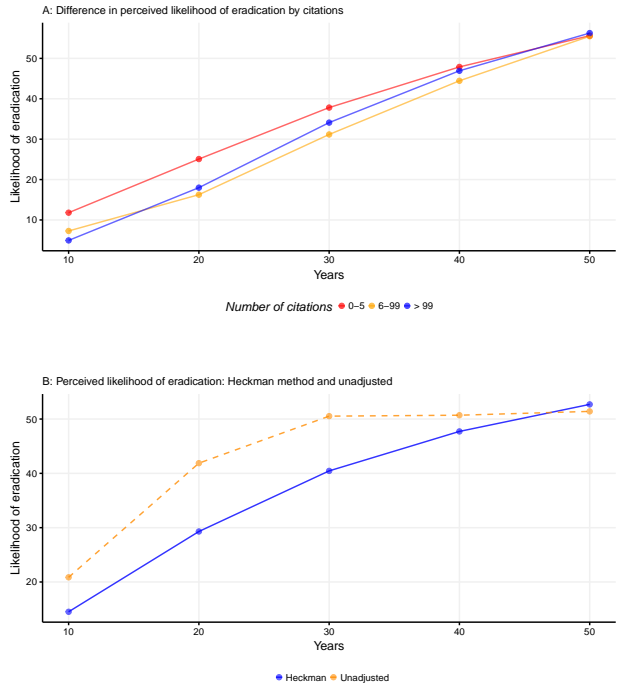 A: Difference in perceived likelihood of eradication by citations
Likelihood of eradication
50
40
30
20
10
10 20 30 40 50
Years
Number of citations 0–5 6–99 > 99
B: Perceived likelihood of eradication: Heckman method and unadjusted
Likelihood of eradication
50
40
30
20
10 20 30 40 50
Years
Heckman Unadjusted